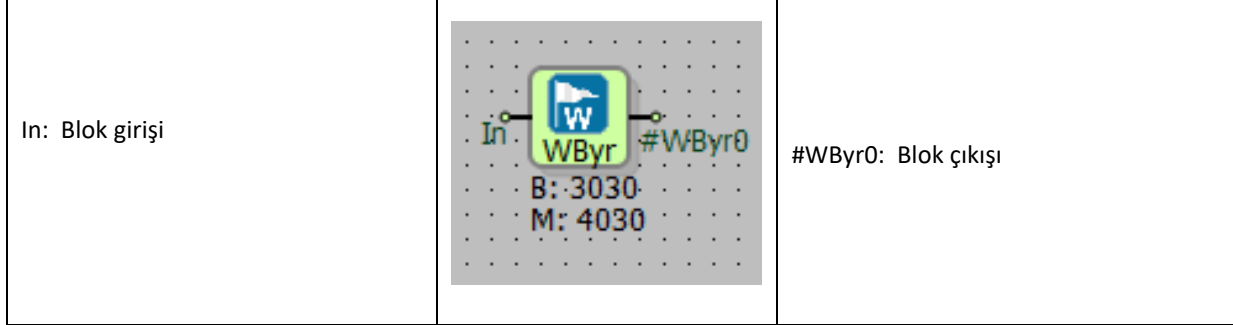 In: Blok girişi
W
In
WByr
#WByr0
B: 3030
M: 4030
#WByr0: Blok çıkışı